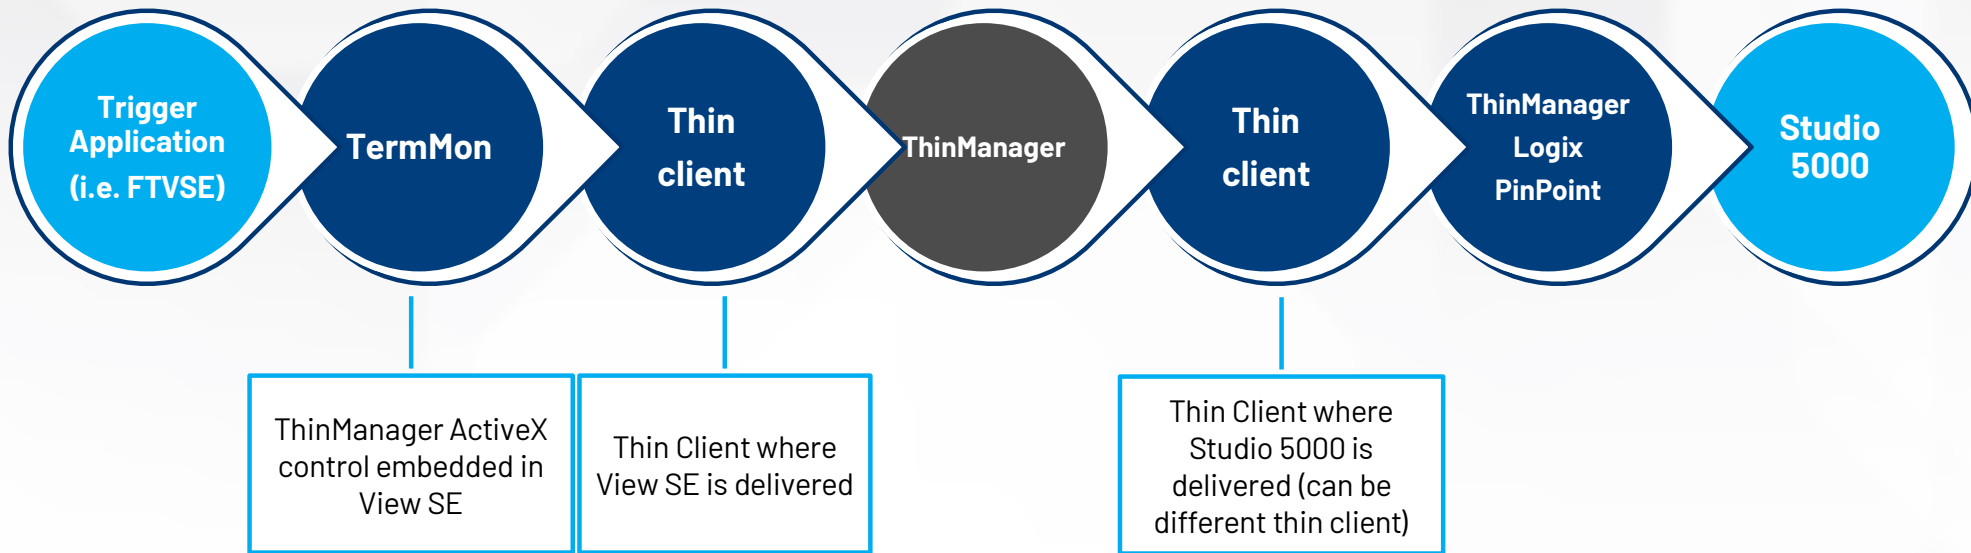 Trigger
Application
(i.e. FTVSE)
TermMon
Thin
client
ThinManager
Thin
client
ThinManager
Logix
PinPoint
Studio
5000
ThinManager ActiveX
control embedded in
View SE
Thin Client where
View SE is delivered
Thin Client where
Studio 5000 is
delivered (can be
different thin client)